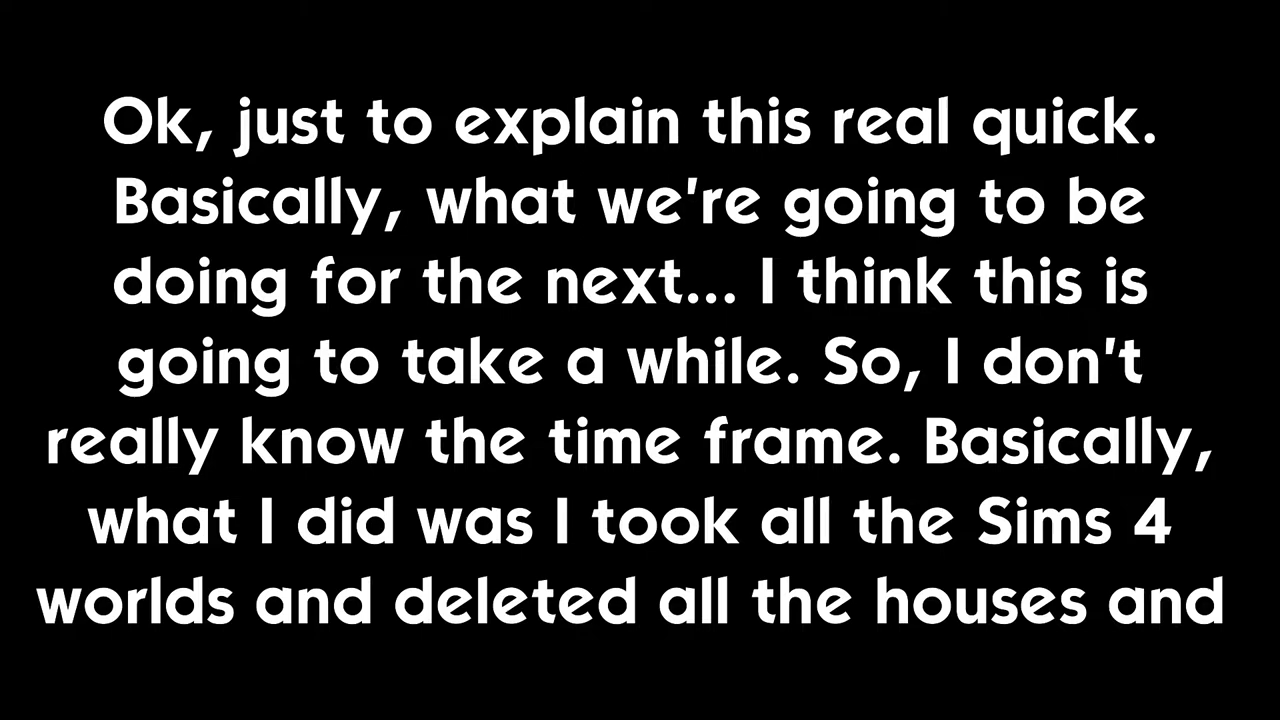 Ok, just to explain this real quick.
Basically, what we're going to be
doing for the next... I think this is
going to take a while. So, I don't
really know the time frame. Basically,
what I did was I took all the Sims 4
worlds and deleted all the houses and